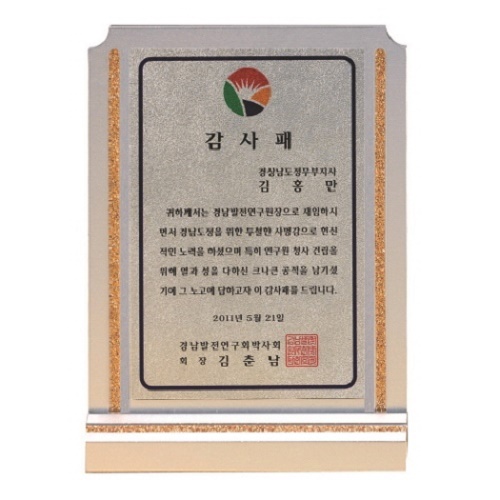 감사패
경상남도정무부지사
김홍만
귀하께서는 경남발전연구원장으로 재임하시
면서 경남도정을 위한 투철한 사명감으로 헌신
적인 노력을 하셨으며 특히 연구원 청사 건립을
위해 열과 성을 다하신 크나큰 공적을 남기셨
기에 그 노고에 답하고자 이 감사패를 드립니다.
2011년 5월 21일
경남발전연구회박사회
회장 김춘남